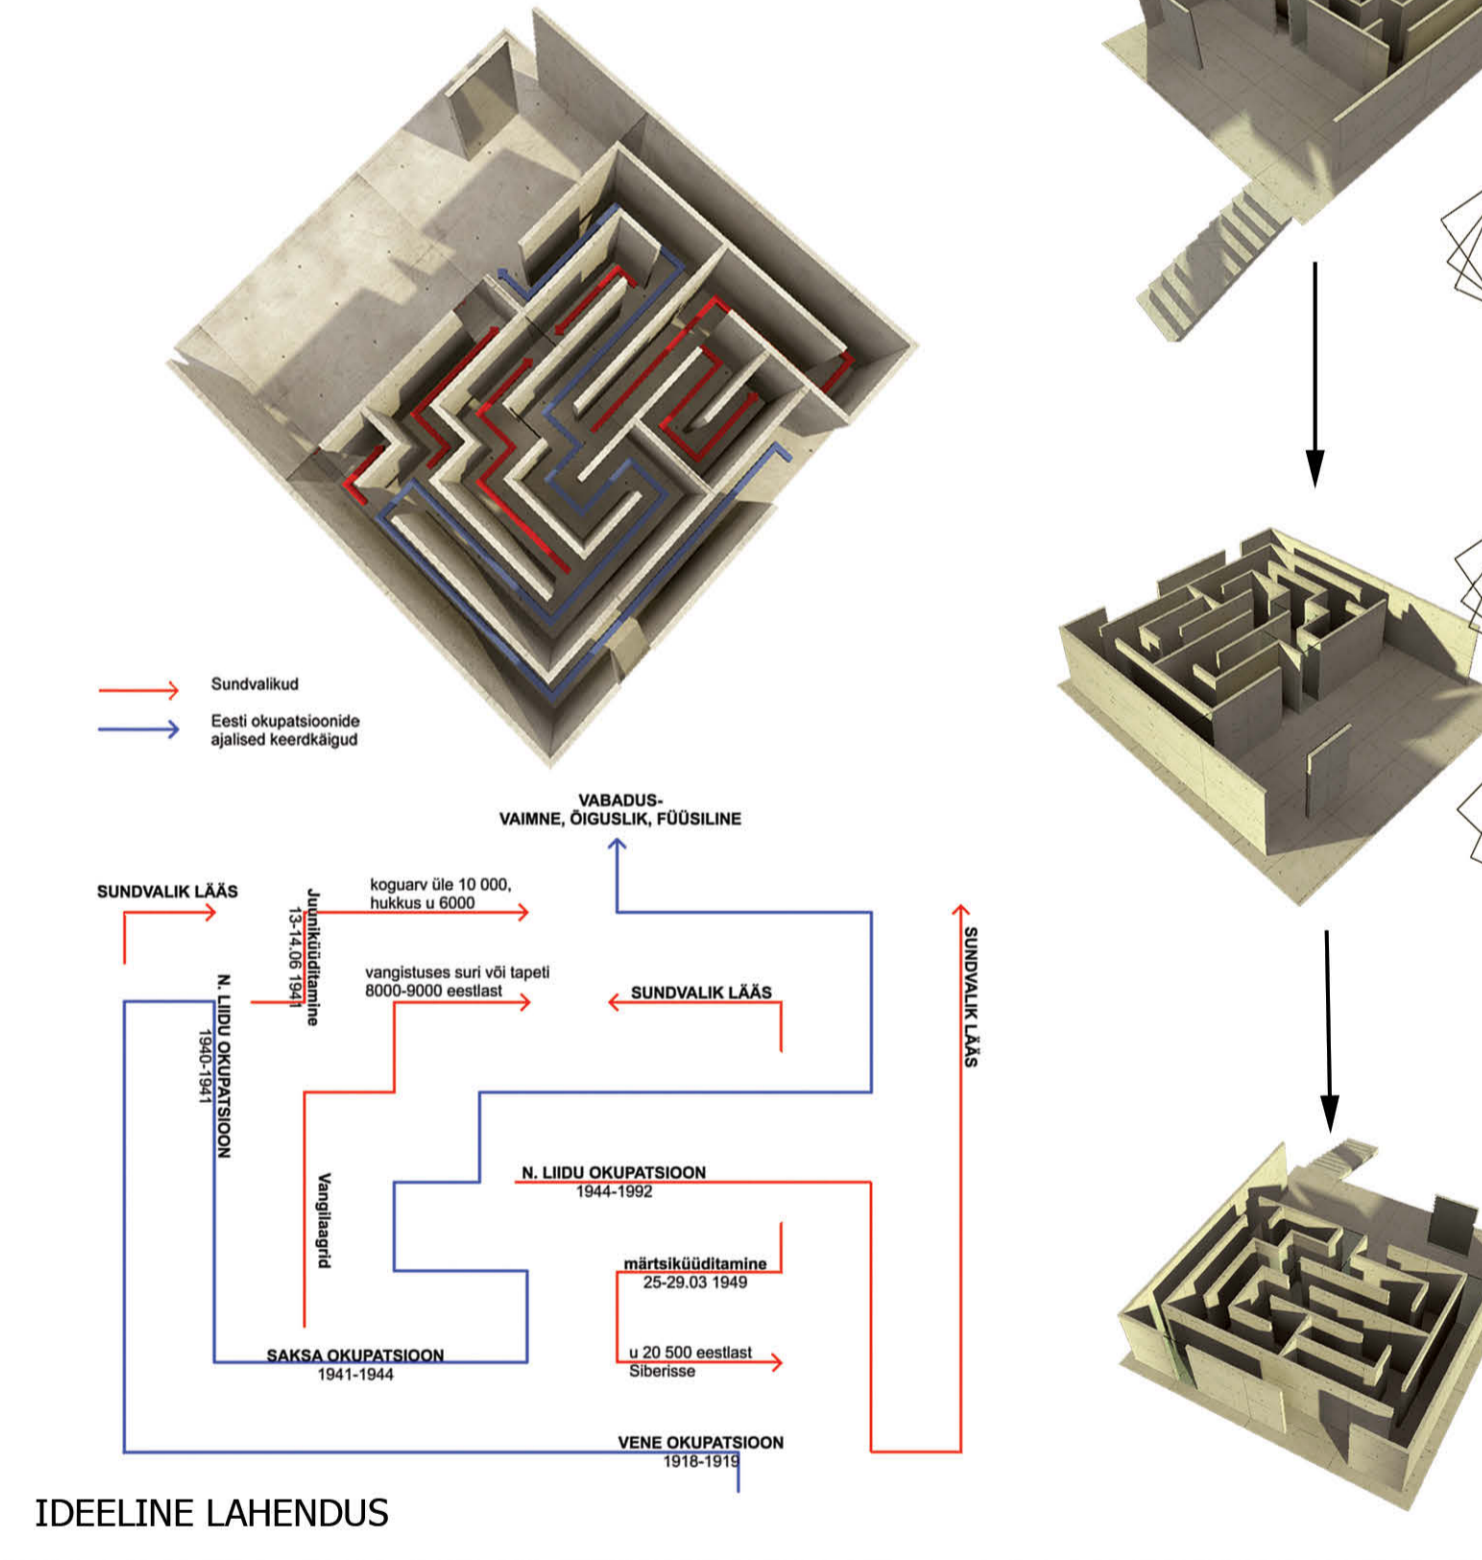 Sundvalikud
Eesti okupatsioonide
ajalised keerdkäigud
VABADUS-
VAIMNE, ÕIGUSLIK, FÜÜSILINE
SUNDVALIK LÄÄS
Juuniküüditamine
13-14.06 1941
koguarv üle 10 000,
hukkus u 6000
vangistuses suri või tapeti
8000-9000 eestlast
SUNDVALIK LÄÄS
SUNDVALIK LÄÄS
N. LIIDU OKUPATSIOON
1940-1941
Vangilaagrid
N. LIIDU OKUPATSIOON
1944-1992
märtsiküüditamine
25-29.03 1949
u 20 500 eestlast
Siberisse
SAKSA OKUPATSIOON
1941-1944
VENE OKUPATSIOON
1918-1919
IDEELINE LAHENDUS